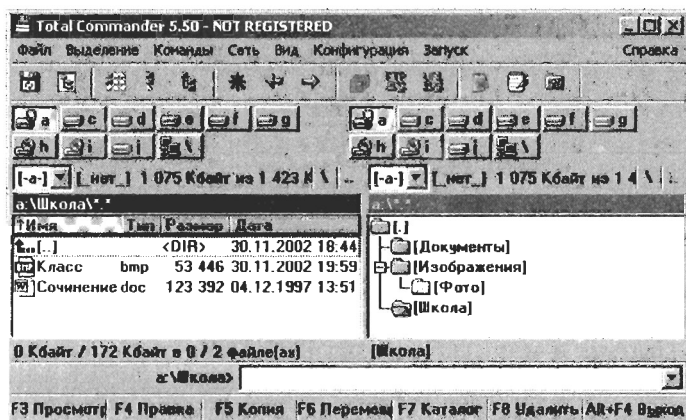 Total Commander 5.50 - NOT REGISTERED
Файл Выделение Команды Сеть Вид Конфигурация Запуск Справка
a c d e f g
h i j \
a c d e f g
h i j \
[-a-] [_нет_] 1 075 Кбайт из 1 423 К \ ..
[-a-] [_нет_] 1 075 Кбайт из 1 4 \
a:\Школа\*.*
a:\*.*
↑Имя Тип Размер Дата
[..] <DIR> 30.11.2002 18:44
Класс bmp 53 446 30.11.2002 19:59
Сочинение doc 123 392 04.12.1997 13:51
[.]
[Документы]
[Изображения]
[Фото]
[Школа]
0 Кбайт / 172 Кбайт в 0 / 2 файле(ах)
[Школа]
a:\Школа>
F3 Просмотр F4 Правка F5 Копия F6 Перемещ F7 Каталог F8 Удалить Alt+F4 Выход